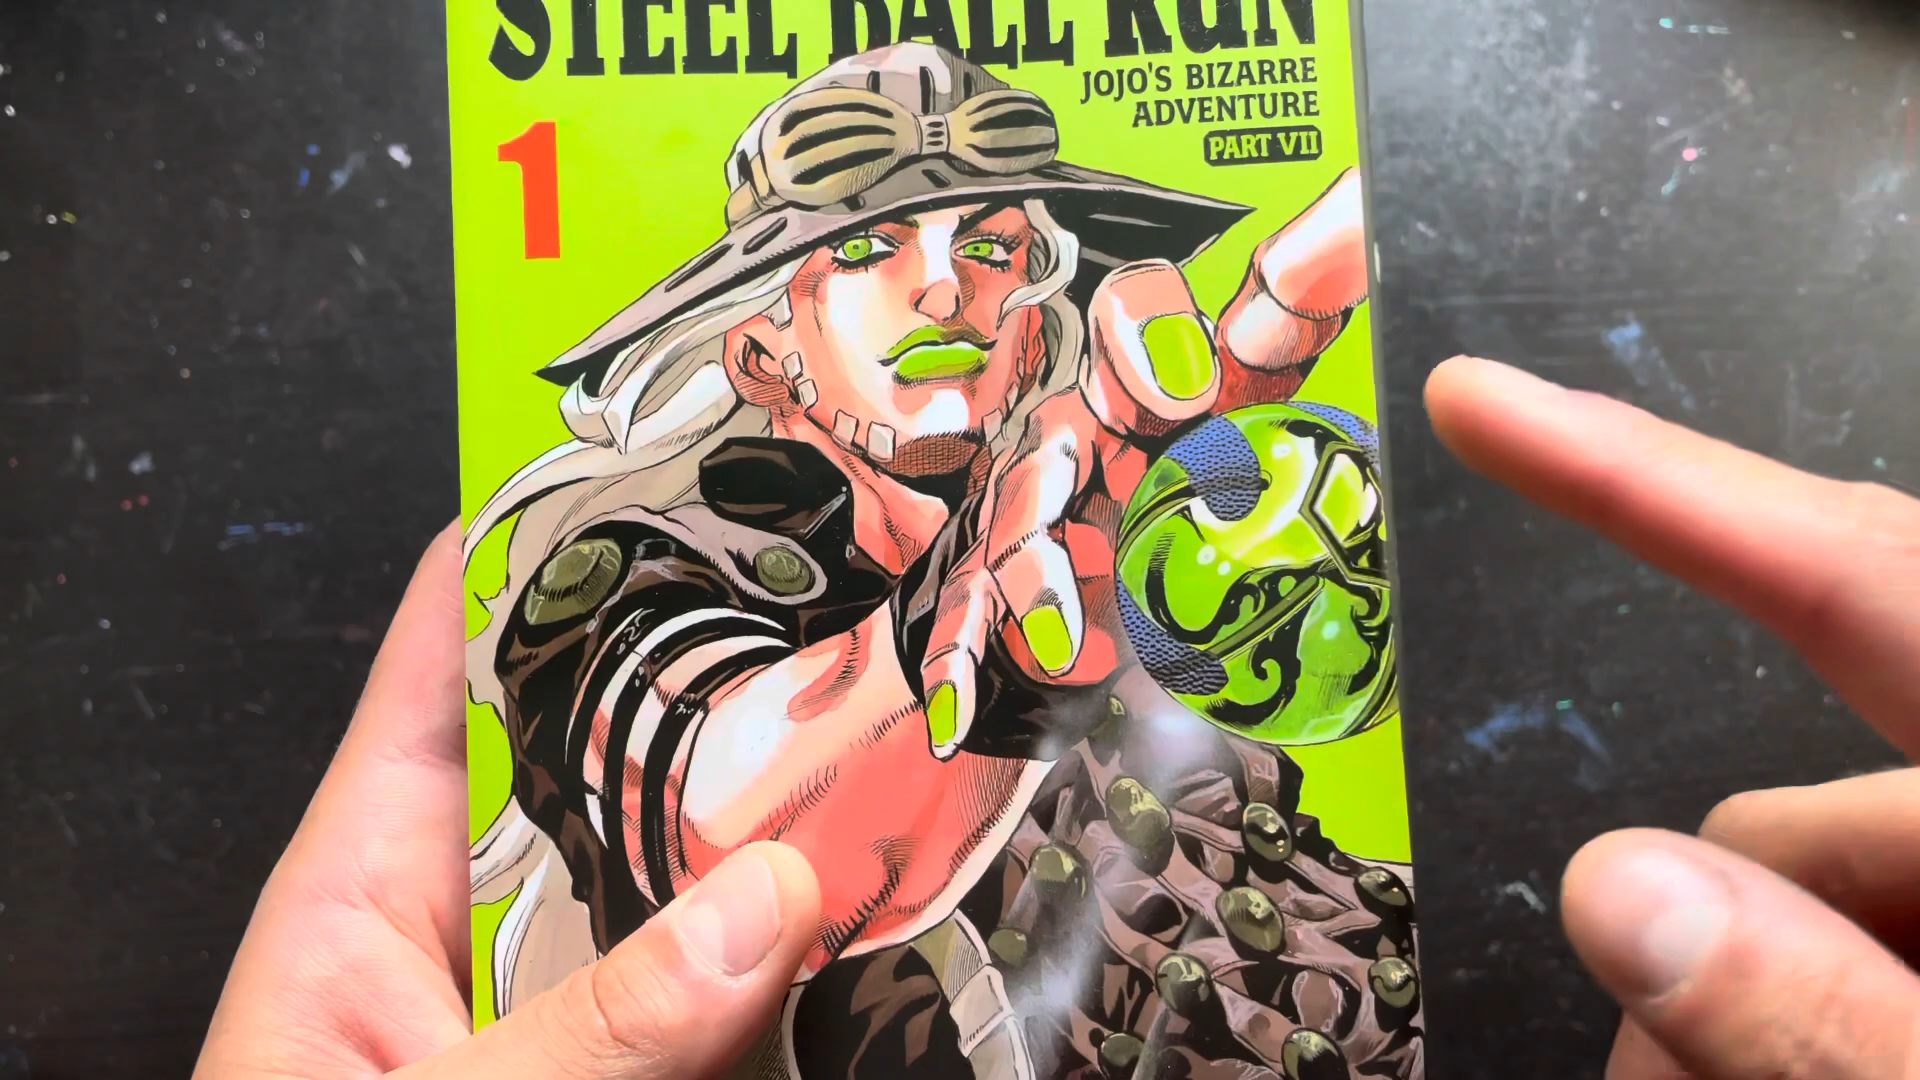 STEEL BALL RUN
JOJO'S BIZARRE
ADVENTURE
PART VII
1